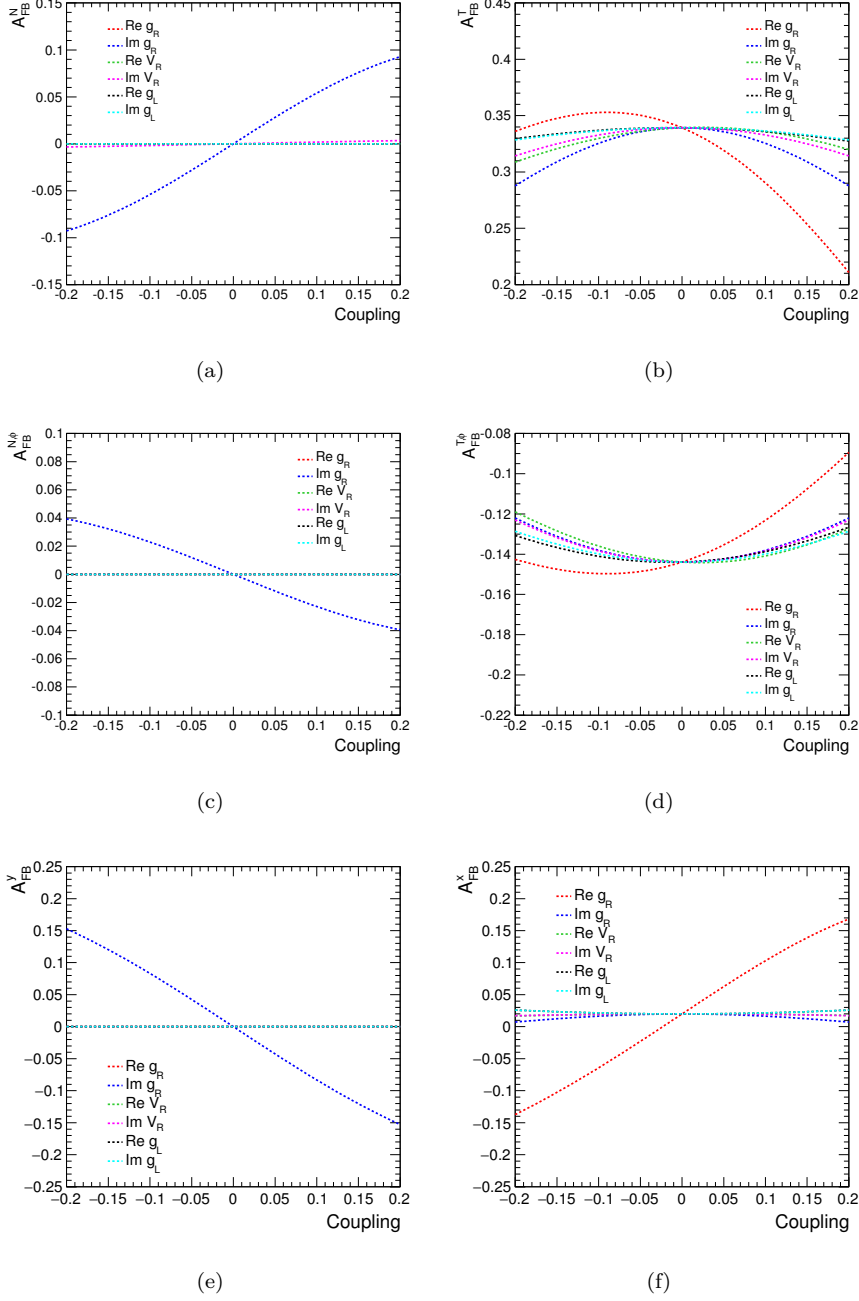 A_FB^N
0.15
0.1
0.05
0
-0.05
-0.1
-0.15
Re g_R
Im g_R
Re V_R
Im V_R
Re g_L
Im g_L
-0.2 -0.15 -0.1 -0.05 0 0.05 0.1 0.15 0.2
Coupling
(a)
A_FB^T
0.45
0.4
0.35
0.3
0.25
0.2
Re g_R
Im g_R
Re V_R
Im V_R
Re g_L
Im g_L
-0.2 -0.15 -0.1 -0.05 0 0.05 0.1 0.15 0.2
Coupling
(b)
A_FB^N,ϕ
0.1
0.08
0.06
0.04
0.02
0
-0.02
-0.04
-0.06
-0.08
-0.1
Re g_R
Im g_R
Re V_R
Im V_R
Re g_L
Im g_L
-0.2 -0.15 -0.1 -0.05 0 0.05 0.1 0.15 0.2
Coupling
(c)
A_FB^T,ϕ
-0.08
-0.1
-0.12
-0.14
-0.16
-0.18
-0.2
-0.22
Re g_R
Im g_R
Re V_R
Im V_R
Re g_L
Im g_L
-0.2 -0.15 -0.1 -0.05 0 0.05 0.1 0.15 0.2
Coupling
(d)
A_FB^y
0.25
0.2
0.15
0.1
0.05
0
−0.05
−0.1
−0.15
−0.2
−0.25
Re g_R
Im g_R
Re V_R
Im V_R
Re g_L
Im g_L
−0.2 −0.15 −0.1 −0.05 0 0.05 0.1 0.15 0.2
Coupling
(e)
A_FB^x
0.25
0.2
0.15
0.1
0.05
0
−0.05
−0.1
−0.15
−0.2
−0.25
Re g_R
Im g_R
Re V_R
Im V_R
Re g_L
Im g_L
−0.2 −0.15 −0.1 −0.05 0 0.05 0.1 0.15 0.2
Coupling
(f)